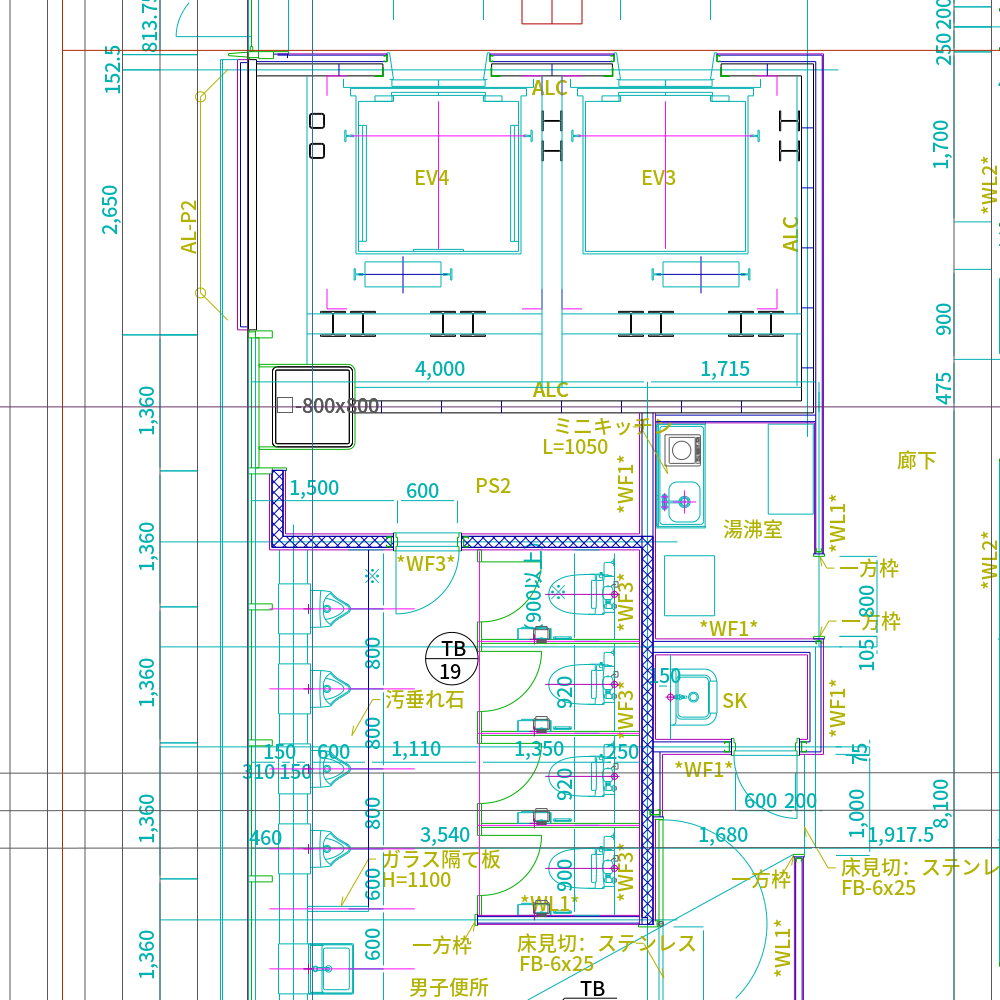 813.75
250
200
152.5
2,650
AL-P2
ALC
EV4
EV3
ALC
1,700
*WL2*
900
475
4,000
1,715
ALC
□-800x800
1,360
ミニキッチン
L=1050
廊下
1,500
600
PS2
*WF1*
湯沸室
*WL1*
*WL2*
1,360
*WF3*
※
(900以上)
※
*WF3*
一方枠
800
一方枠
*WF1*
105
TB
19
800
1,360
汚垂れ石
920
*WF3*
150
SK
*WF1*
800
150
600
1,110
1,350
250
75
310
150
*WF1*
920
600
200
1,000
8,100
800
1,360
460
3,540
1,680
1,917.5
ガラス隔て板
H=1100
600
900
*WF3*
一方枠
床見切：ステンレ
FB-6x25
*WL1*
一方枠
床見切：ステンレス
FB-6x25
600
*WL1*
1,360
男子便所
TB